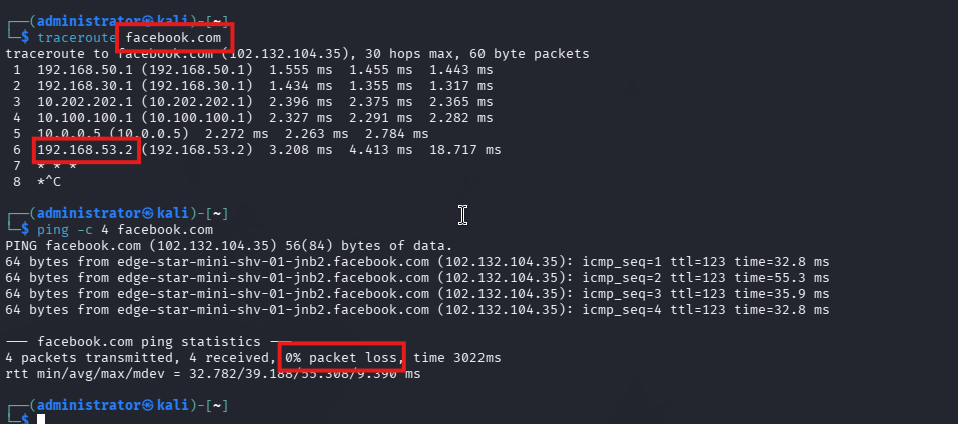 ┌──(administrator㉿kali)-[~]
└─$ traceroute facebook.com
traceroute to facebook.com (102.132.104.35), 30 hops max, 60 byte packets
 1  192.168.50.1 (192.168.50.1)  1.555 ms  1.455 ms  1.443 ms
 2  192.168.30.1 (192.168.30.1)  1.434 ms  1.355 ms  1.317 ms
 3  10.202.202.1 (10.202.202.1)  2.396 ms  2.375 ms  2.365 ms
 4  10.100.100.1 (10.100.100.1)  2.327 ms  2.291 ms  2.282 ms
 5  10.0.0.5 (10.0.0.5)  2.272 ms  2.263 ms  2.784 ms
 6  192.168.53.2 (192.168.53.2)  3.208 ms  4.413 ms  18.717 ms
 7  * * *
 8  *^C
┌──(administrator㉿kali)-[~]
└─$ ping -c 4 facebook.com
PING facebook.com (102.132.104.35) 56(84) bytes of data.
64 bytes from edge-star-mini-shv-01-jnb2.facebook.com (102.132.104.35): icmp_seq=1 ttl=123 time=32.8 ms
64 bytes from edge-star-mini-shv-01-jnb2.facebook.com (102.132.104.35): icmp_seq=2 ttl=123 time=55.3 ms
64 bytes from edge-star-mini-shv-01-jnb2.facebook.com (102.132.104.35): icmp_seq=3 ttl=123 time=35.9 ms
64 bytes from edge-star-mini-shv-01-jnb2.facebook.com (102.132.104.35): icmp_seq=4 ttl=123 time=32.8 ms
--- facebook.com ping statistics ---
4 packets transmitted, 4 received, 0% packet loss, time 3022ms
rtt min/avg/max/mdev = 32.782/39.188/55.308/9.390 ms
┌──(administrator㉿kali)-[~]
└─$